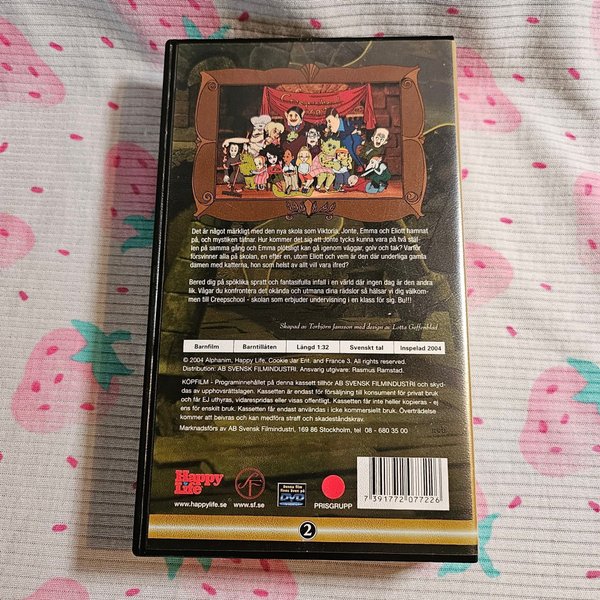 Det är något märkligt med den nya skola som Viktoria, Jonte, Emma och Eliott hamnat
på, och mystiken tätnar. Hur kommer det sig att Jonte tycks kunna vara på två stäl-
len på samma gång och Emma plötsligt kan gå igenom väggar, golv och tak? Varför
försvinner alla på skolan, en efter en, utom Eliott och vem är den där underliga gamla
damen med katterna, hon som helst av allt vill vara ifred?
Bered dig på spöklika spratt och fantasifulla infall i en värld där ingen dag är den andra
lik. Vågar du konfrontera det okända och utmana dina rädslor så hälsar vi dig välkom-
men till Creepschool - skolan som erbjuder undervisning i en klass för sig. Bu!!!
Skapad av Torbjörn Jansson med design av Lotta Geffenblad
Barnfilm Barntillåten Längd 1:32 Svenskt tal Inspelad 2004
© 2004 Alphanim, Happy Life, Cookie Jar Ent. and France 3. All rights reserved.
Distribution: AB SVENSK FILMINDUSTRI. Ansvarig utgivare: Rasmus Ramstad.
KÖPFILM - Programinnehållet på denna kassett tillhör AB SVENSK FILMINDUSTRI och skyd-
das av upphovsrättslagen. Kassetten är endast för försäljning till konsument för privat bruk
och får EJ uthyras, vidarespridas eller visas offentligt. Kassetten får inte heller kopieras - ej
ens för enskilt bruk. Kassetten får endast användas i icke kommersiellt bruk. Överträdelse
kommer att beivras och kan medföra straff och skadeståndskrav.
Marknadsförs av AB Svensk Filmindustri, 169 86 Stockholm, tel 08 - 680 35 00
Happy
Life
www.happylife.se
SF
www.sf.se
Denna film
finns även på
DVD
PRISGRUPP
7 391772 077226
2